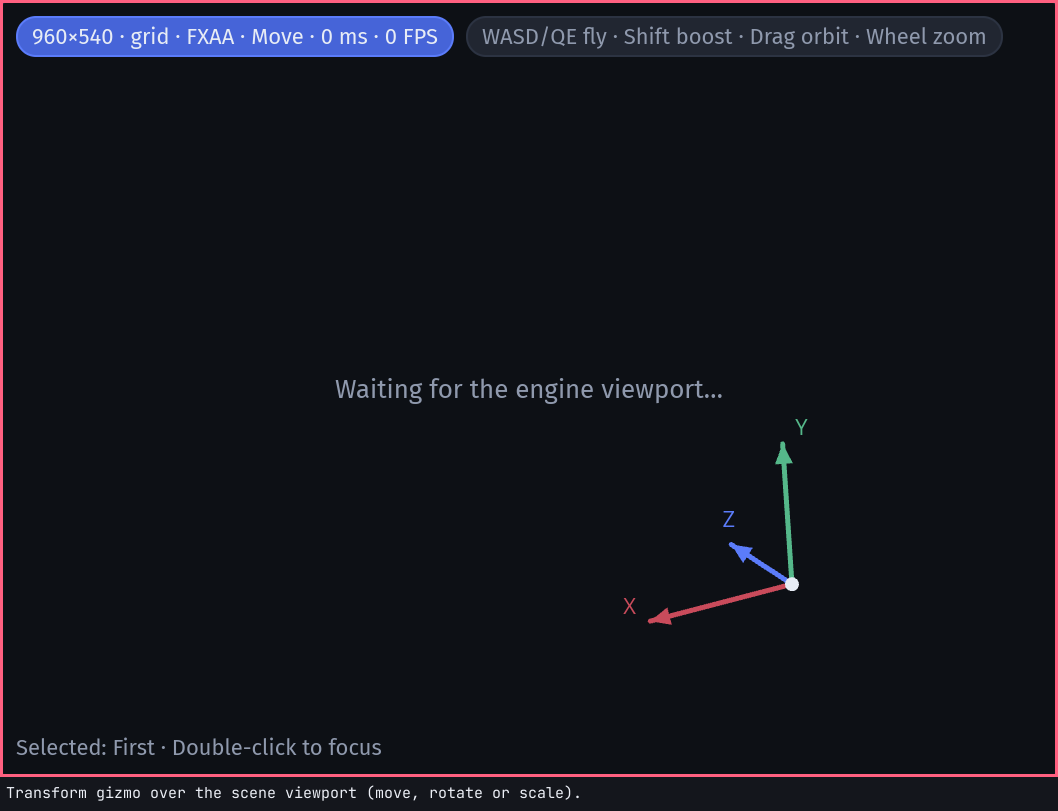 960×540 · grid · FXAA · Move · 0 ms · 0 FPS
WASD/QE fly · Shift boost · Drag orbit · Wheel zoom
Waiting for the engine viewport...
Y
Z
X
Selected: First · Double-click to focus
Transform gizmo over the scene viewport (move, rotate or scale).